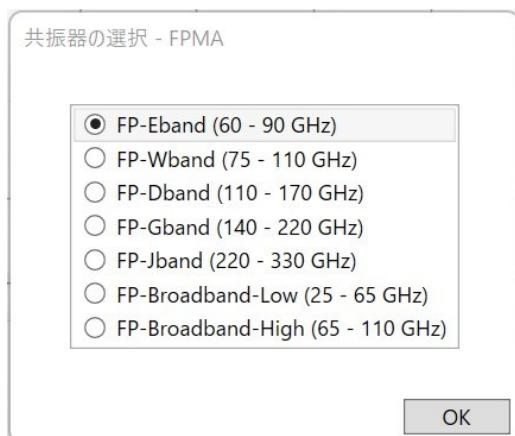 共振器の選択 - FPMA
FP-Eband (60 - 90 GHz)
FP-Wband (75 - 110 GHz)
FP-Dband (110 - 170 GHz)
FP-Gband (140 - 220 GHz)
FP-Jband (220 - 330 GHz)
FP-Broadband-Low (25 - 65 GHz)
FP-Broadband-High (65 - 110 GHz)
OK